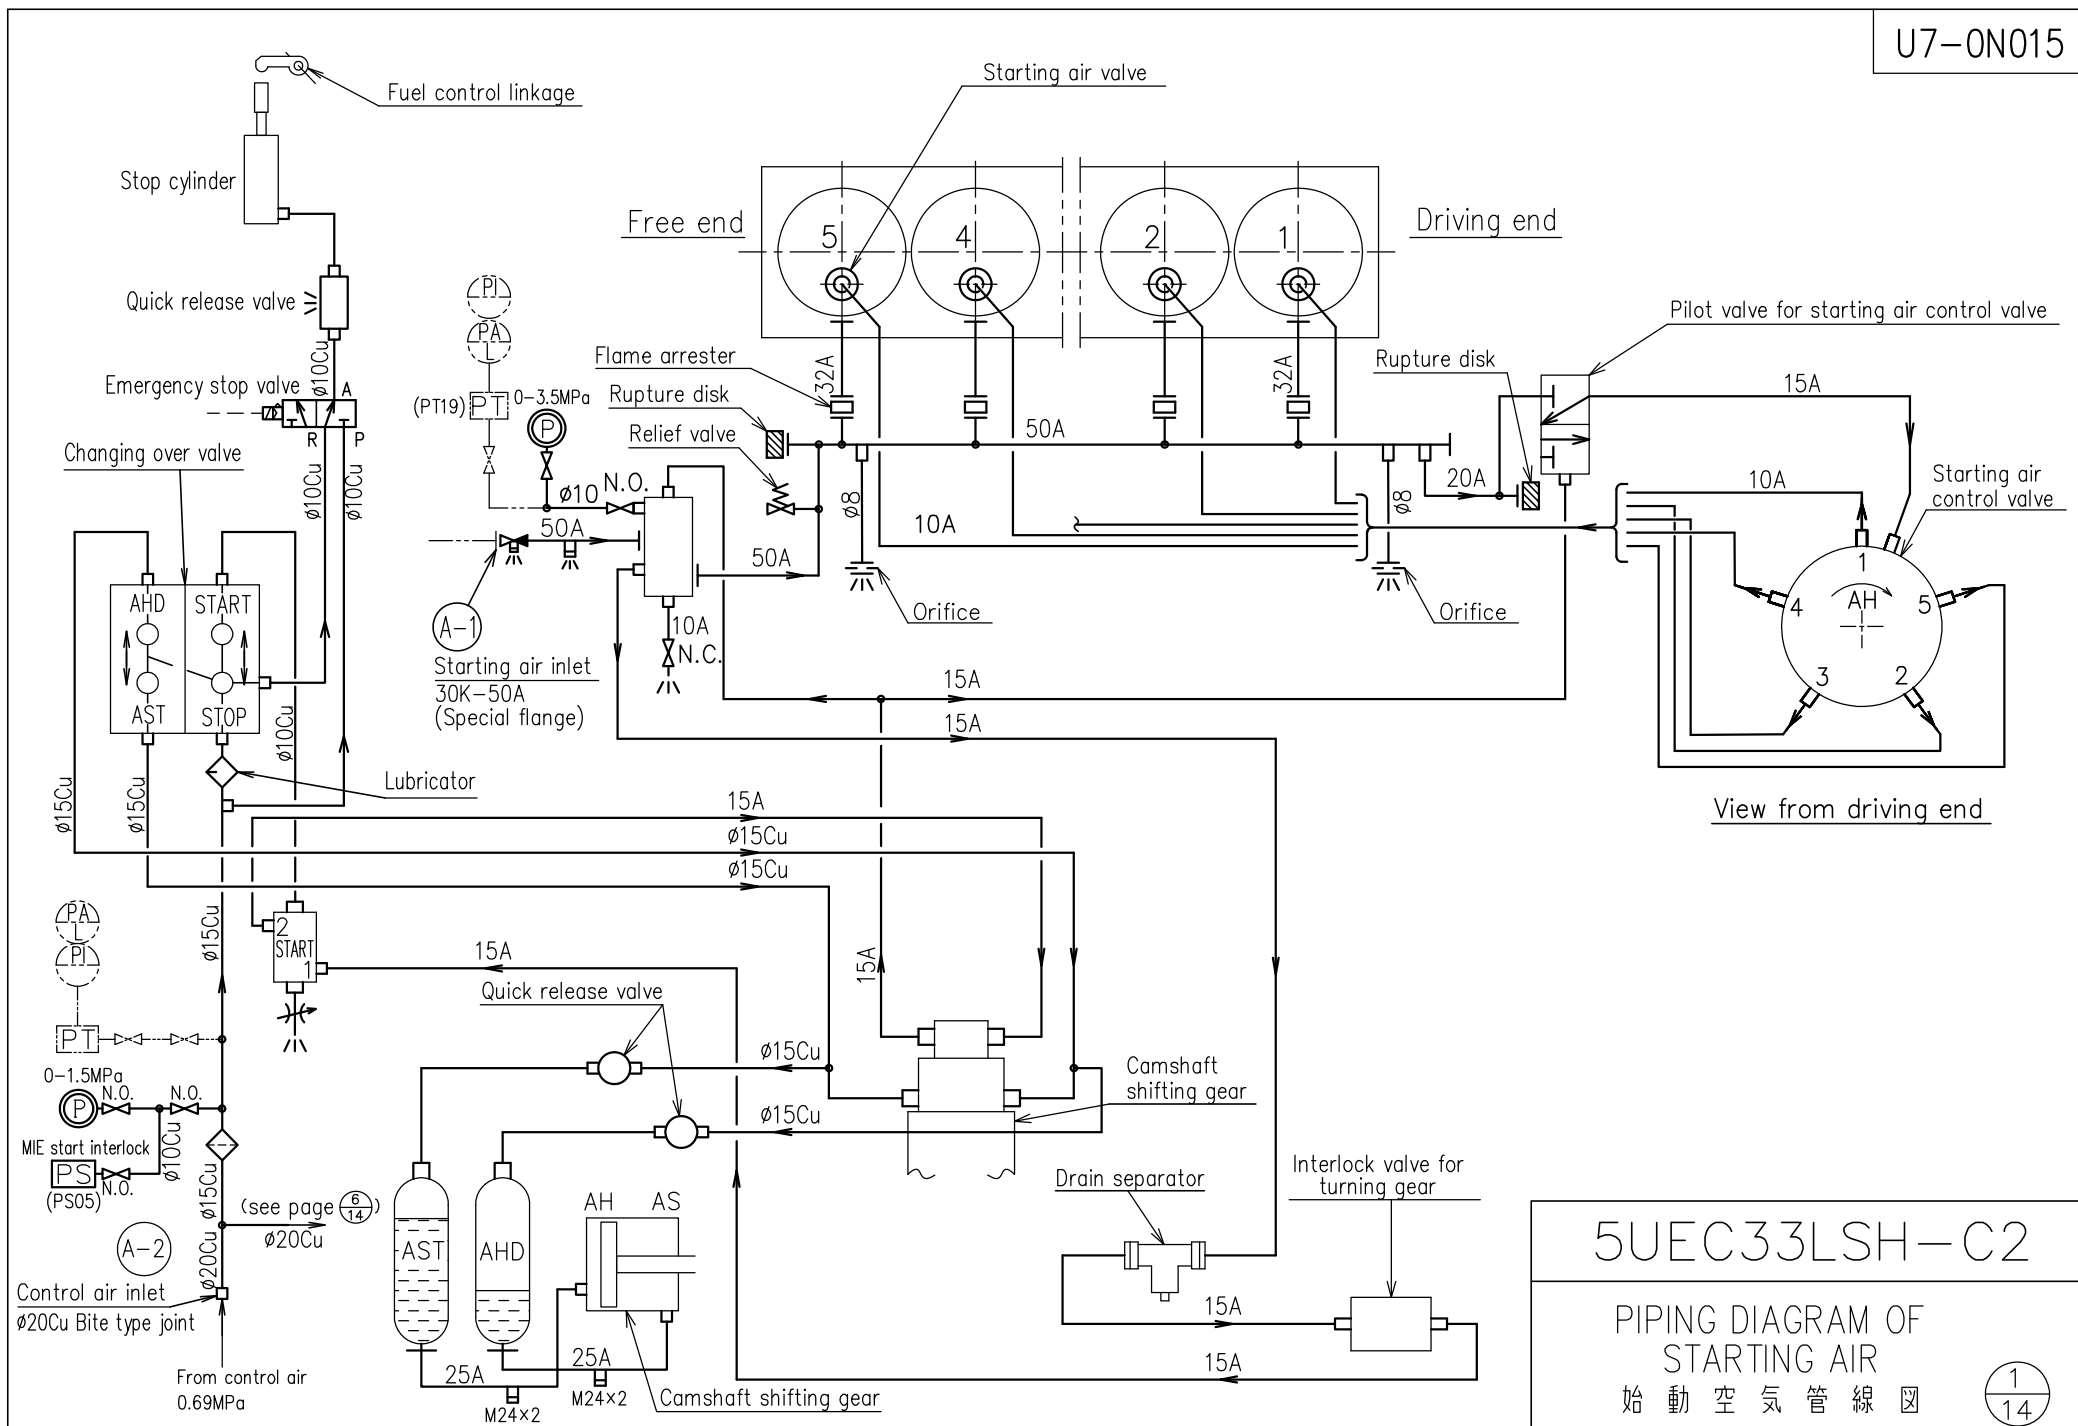 U7-0N015
Fuel control linkage
Starting air valve
Stop cylinder
Free end
5
4
2
1
Driving end
Quick release valve
PI
PA
L
Pilot valve for starting air control valve
ø10Cu
Flame arrester
32A
32A
Rupture disk
15A
Emergency stop valve
A
(PT19)
PT
0-3.5MPa
P
Rupture disk
Relief valve
50A
R
P
Changing over valve
ø10Cu
ø10Cu
ø10
N.O.
20A
10A
Starting air
control valve
50A
ø8
10A
ø8
50A
1
AHD
START
A-1
10A
Orifice
Orifice
4
AH
5
N.C.
Starting air inlet
30K-50A
(Special flange)
15A
3
2
AST
STOP
ø10Cu
15A
Lubricator
ø15Cu
ø15Cu
15A
View from driving end
ø15Cu
ø15Cu
PA
L
PI
ø15Cu
2
START
1
15A
15A
Quick release valve
PT
ø15Cu
Camshaft
shifting gear
0-1.5MPa
P
N.O.
N.O.
ø15Cu
MIE start interlock
PS
N.O.
(PS05)
ø10Cu
ø15Cu
(see page 6/14)
ø20Cu
A-2
ø20Cu
Drain separator
Interlock valve for
turning gear
AH
AS
AST
AHD
5UEC33LSH-C2
Control air inlet
ø20Cu Bite type joint
15A
PIPING DIAGRAM OF
STARTING AIR
始動空気管線図
1
14
From control air
0.69MPa
25A
25A
15A
M24×2
M24×2
Camshaft shifting gear